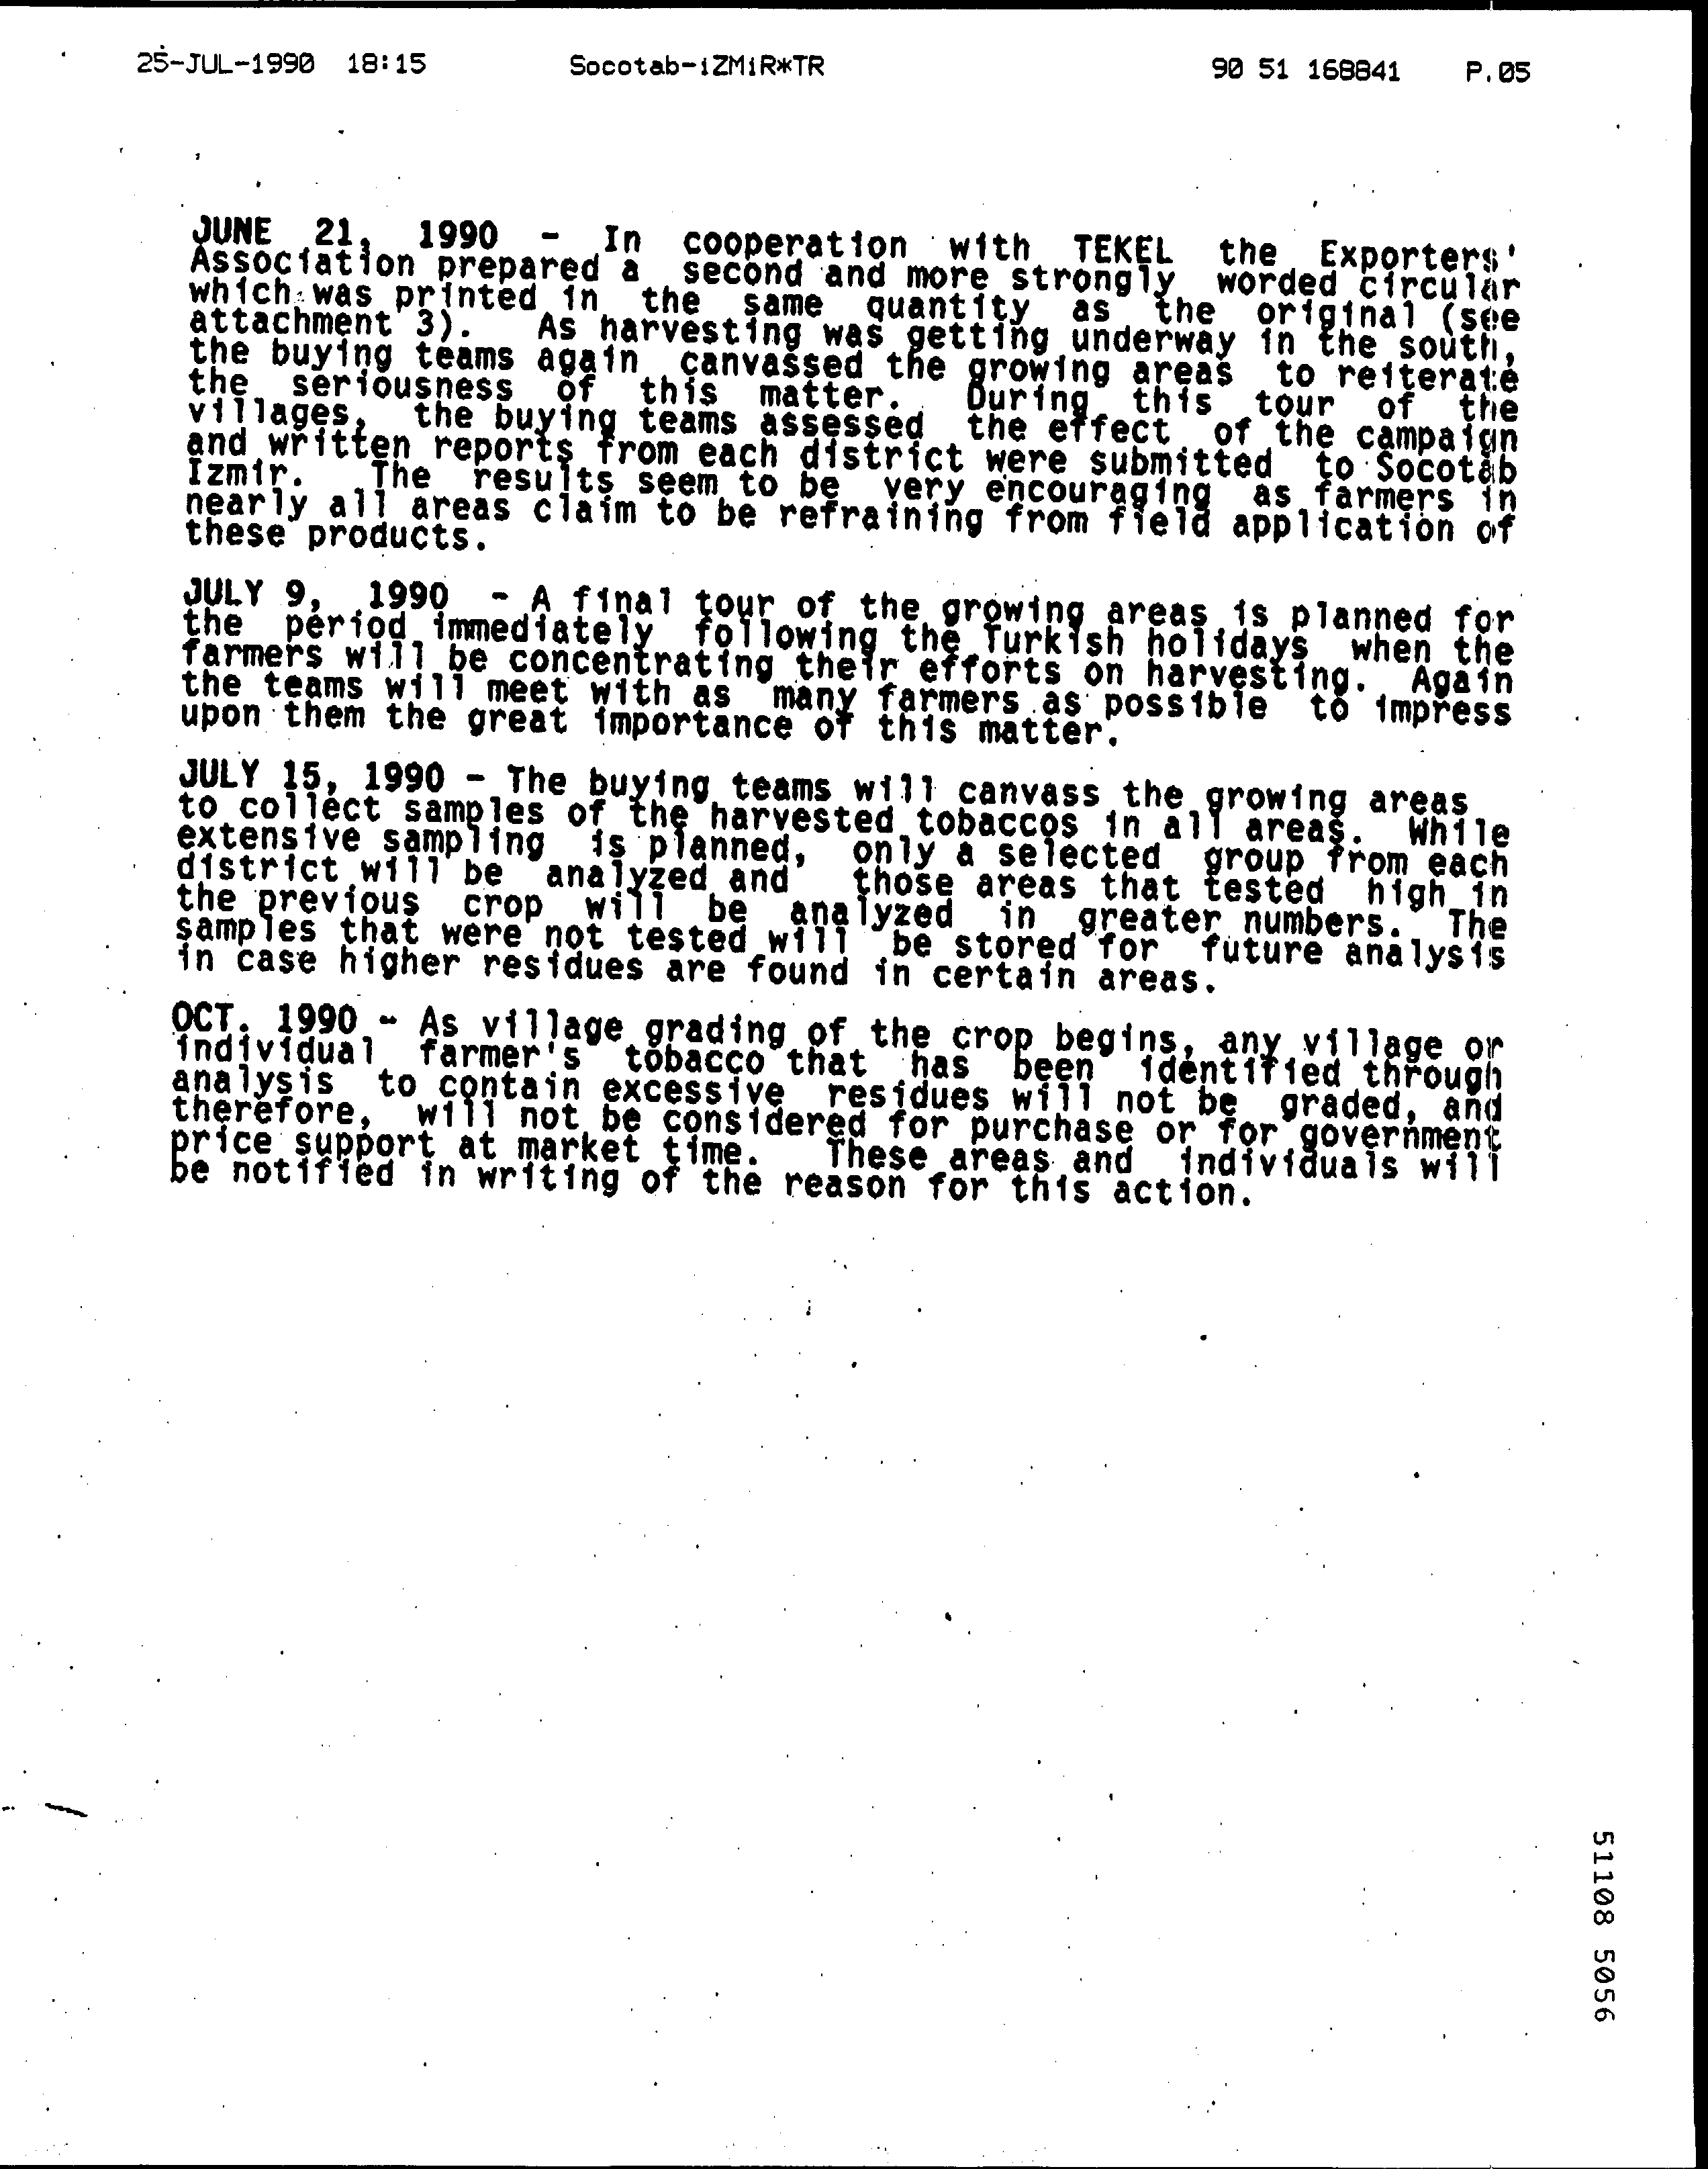 25-JUL-1990 18:15 Socotab-iZMiR*TR 90 51 168841 P.05
JUNE 21, 1990 - In cooperation with TEKEL the Exporters'
Association prepared a second and more strongly worded circular
which was printed in the same quantity as the original (see
attachment 3). As harvesting was getting underway in the south,
the buying teams again canvassed the growing areas to reiterate
the seriousness of this matter. During this tour of the
villages, the buying teams assessed the effect of the campaign
and written reports from each district were submitted to Socotab
Izmir. The results seem to be very encouraging as farmers in
nearly all areas claim to be refraining from field application of
these products.
JULY 9, 1990 - A final tour of the growing areas is planned for
the period immediately following the Turkish holidays when the
farmers will be concentrating their efforts on harvesting. Again
the teams will meet with as many farmers as possible to impress
upon them the great importance of this matter.
JULY 15, 1990 - The buying teams will canvass the growing areas
to collect samples of the harvested tobaccos in all areas. While
extensive sampling is planned, only a selected group from each
district will be analyzed and those areas that tested high in
the previous crop will be analyzed in greater numbers. The
samples that were not tested will be stored for future analysis
in case higher residues are found in certain areas.
OCT. 1990 - As village grading of the crop begins, any village or
individual farmer's tobacco that has been identified through
analysis to contain excessive residues will not be graded, and
therefore, will not be considered for purchase or for government
price support at market time. These areas and individuals will
be notified in writing of the reason for this action.
51108 5056